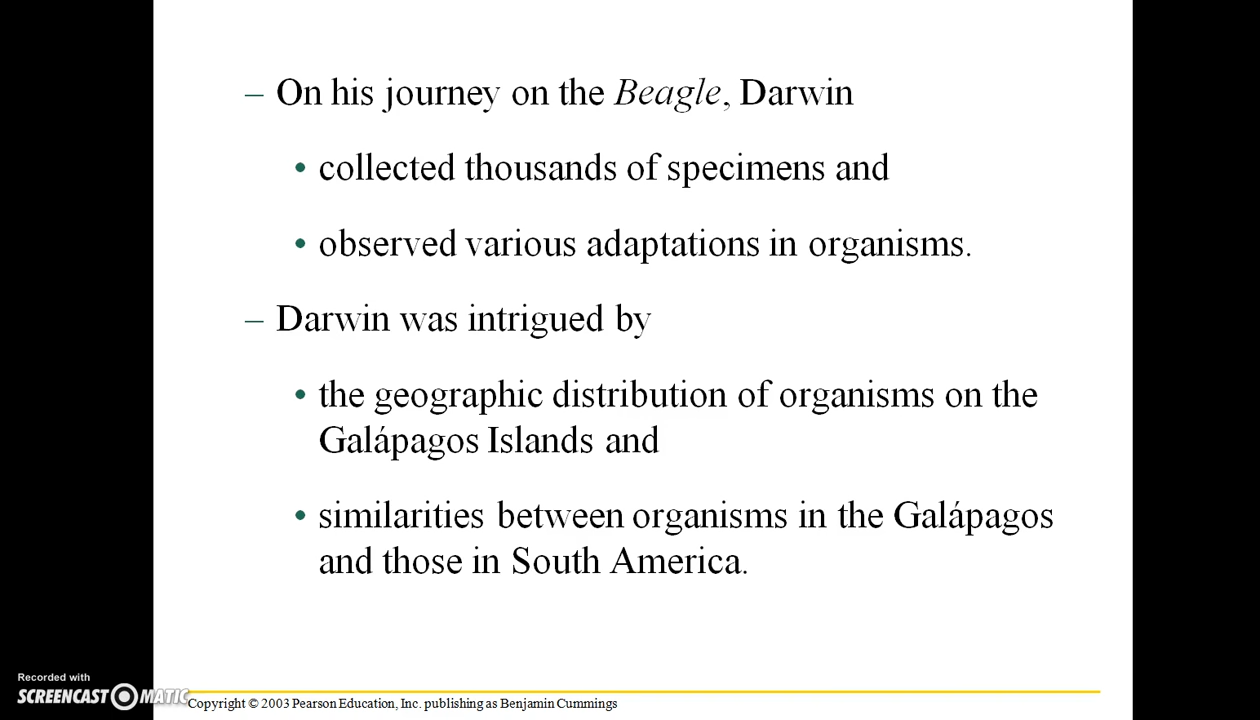 – On his journey on the Beagle, Darwin
• collected thousands of specimens and
• observed various adaptations in organisms.
– Darwin was intrigued by
• the geographic distribution of organisms on the
Galápagos Islands and
• similarities between organisms in the Galápagos
and those in South America.
Recorded with
SCREENCAST MATIC
Copyright © 2003 Pearson Education, Inc. publishing as Benjamin Cummings